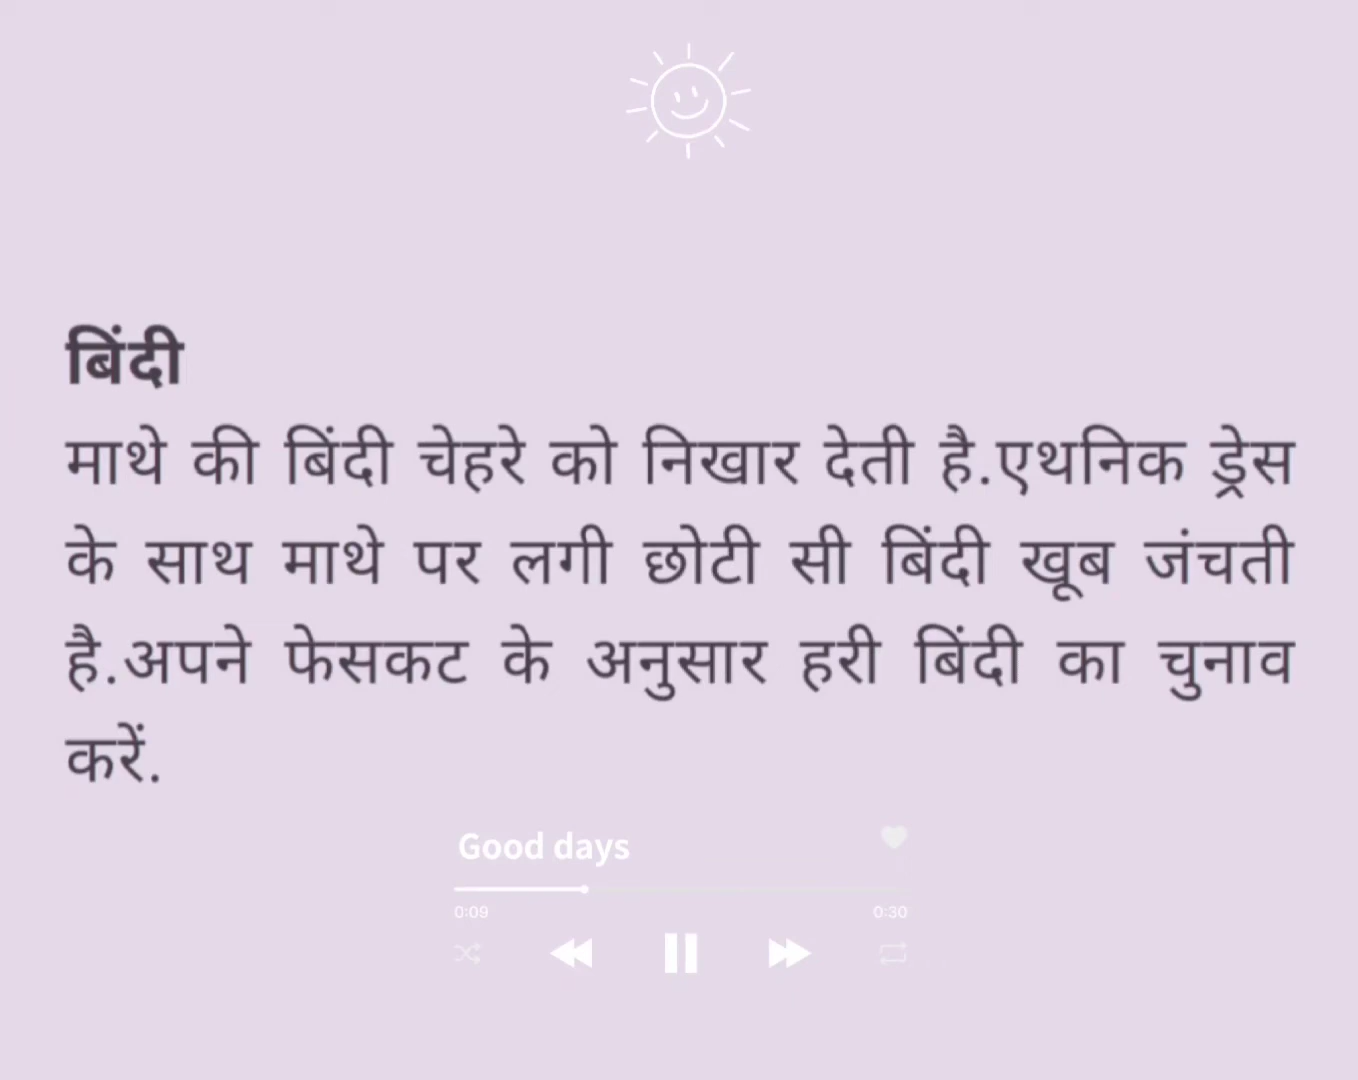 बिंदी
माथे की बिंदी चेहरे को निखार देती है.एथनिक ड्रेस
के साथ माथे पर लगी छोटी सी बिंदी खूब जंचती
है.अपने फेसकट के अनुसार हरी बिंदी का चुनाव
करें.
Good days
0:09 0:30